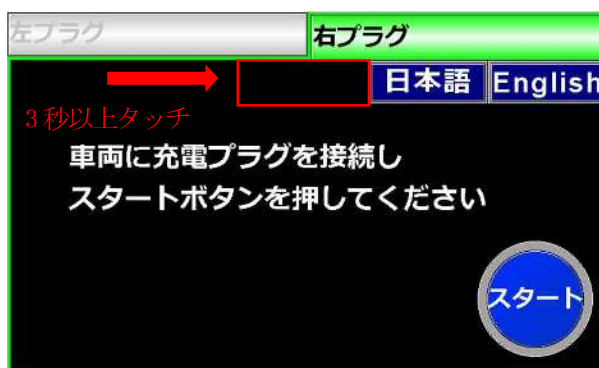 左プラグ
右プラグ
日本語 English
3秒以上タッチ
車両に充電プラグを接続し
スタートボタンを押してください
スタート